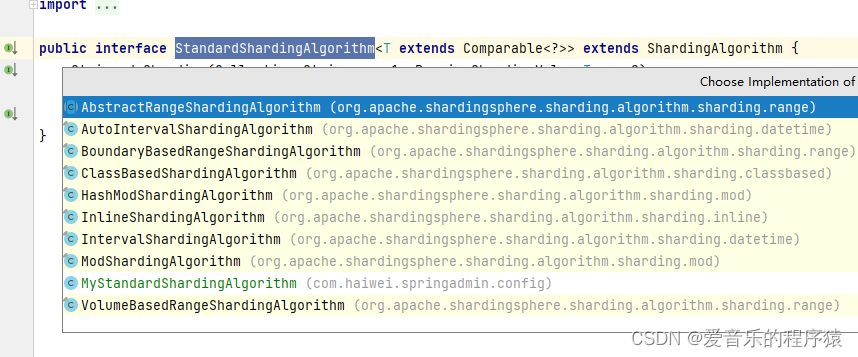 import ...
public interface StandardShardingAlgorithm<T extends Comparable<?>> extends ShardingAlgorithm {
Choose Implementation of
AbstractRangeShardingAlgorithm (org.apache.shardingsphere.sharding.algorithm.sharding.range)
AutoIntervalShardingAlgorithm (org.apache.shardingsphere.sharding.algorithm.sharding.datetime)
BoundaryBasedRangeShardingAlgorithm (org.apache.shardingsphere.sharding.algorithm.sharding.range)
ClassBasedShardingAlgorithm (org.apache.shardingsphere.sharding.algorithm.sharding.classbased)
HashModShardingAlgorithm (org.apache.shardingsphere.sharding.algorithm.sharding.mod)
InlineShardingAlgorithm (org.apache.shardingsphere.sharding.algorithm.sharding.inline)
IntervalShardingAlgorithm (org.apache.shardingsphere.sharding.algorithm.sharding.datetime)
ModShardingAlgorithm (org.apache.shardingsphere.sharding.algorithm.sharding.mod)
MyStandardShardingAlgorithm (com.haiwei.springadmin.config)
VolumeBasedRangeShardingAlgorithm (org.apache.shardingsphere.sharding.algorithm.sharding.range)
}
CSDN @爱音乐的程序猿